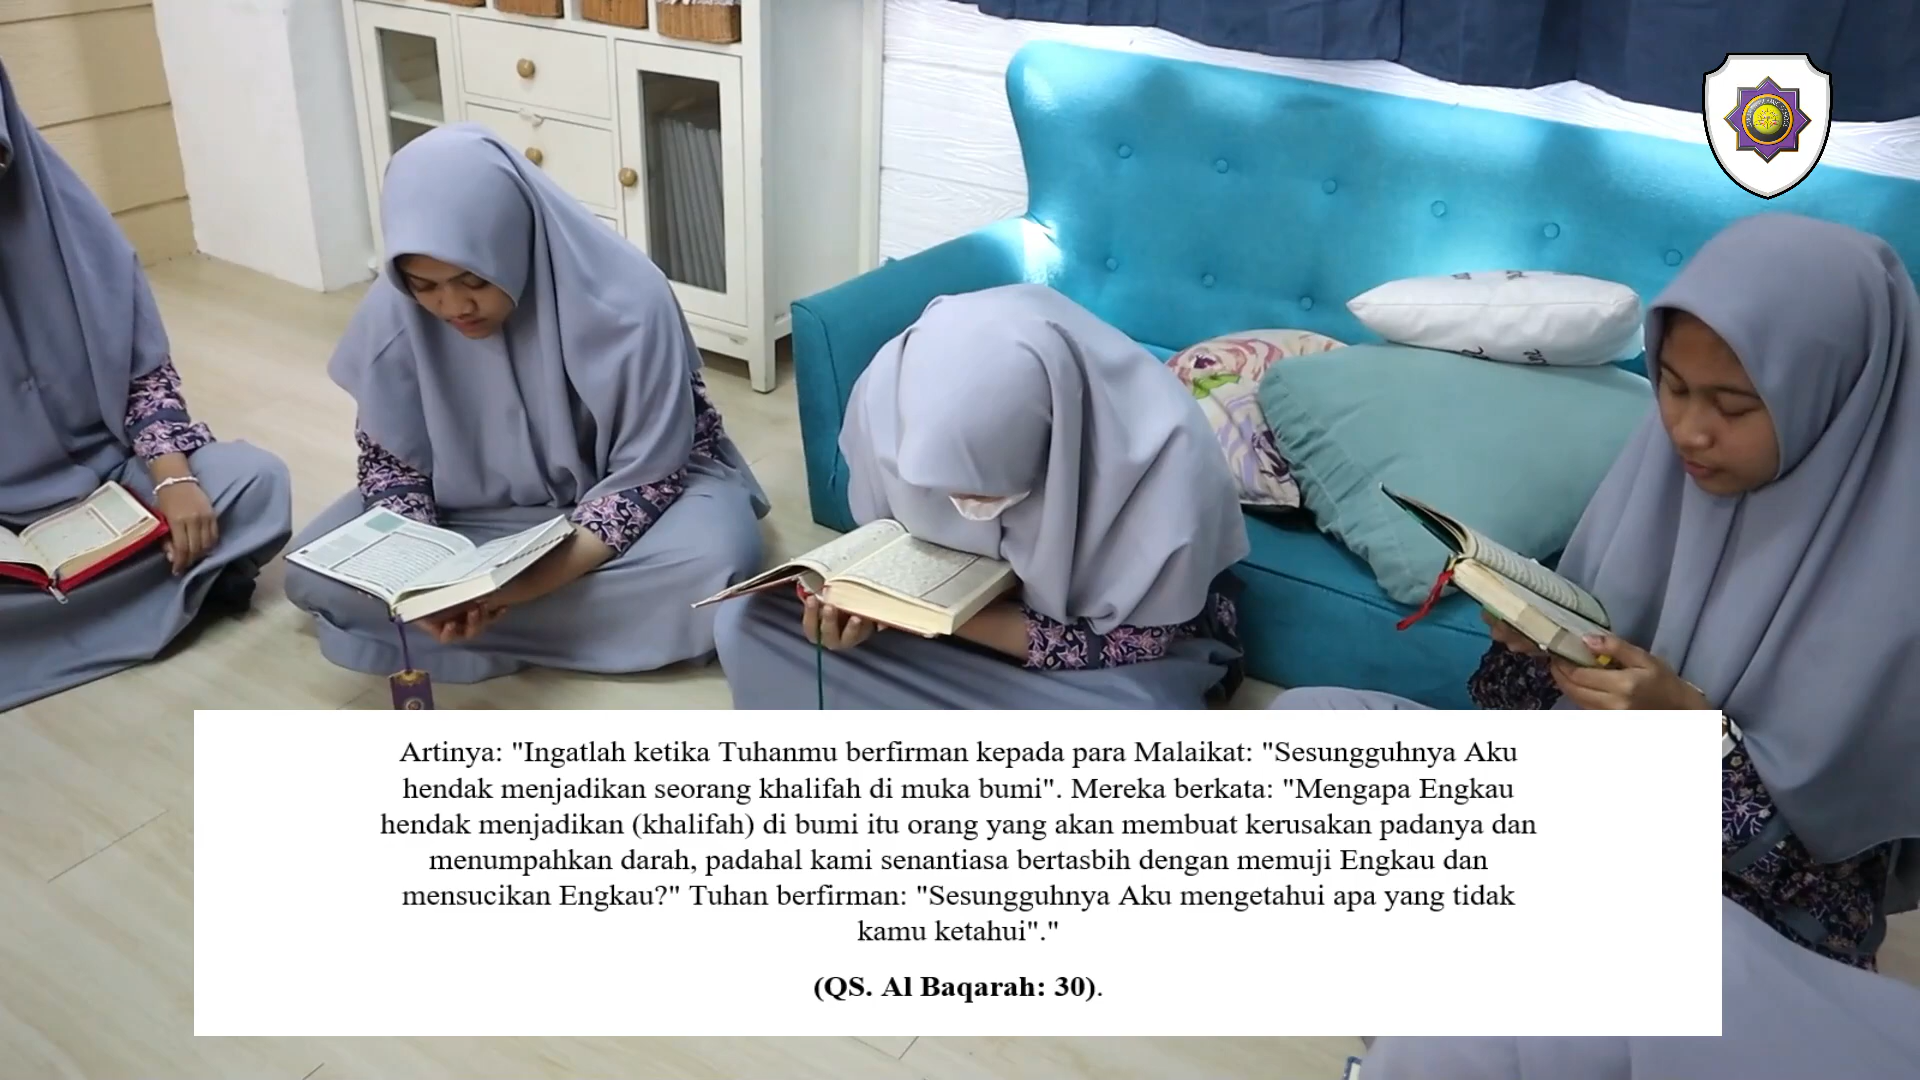 Artinya: "Ingatlah ketika Tuhanmu berfirman kepada para Malaikat: "Sesungguhnya Aku
hendak menjadikan seorang khalifah di muka bumi". Mereka berkata: "Mengapa Engkau
hendak menjadikan (khalifah) di bumi itu orang yang akan membuat kerusakan padanya dan
menumpahkan darah, padahal kami senantiasa bertasbih dengan memuji Engkau dan
mensucikan Engkau?" Tuhan berfirman: "Sesungguhnya Aku mengetahui apa yang tidak
kamu ketahui"."
(QS. Al Baqarah: 30).